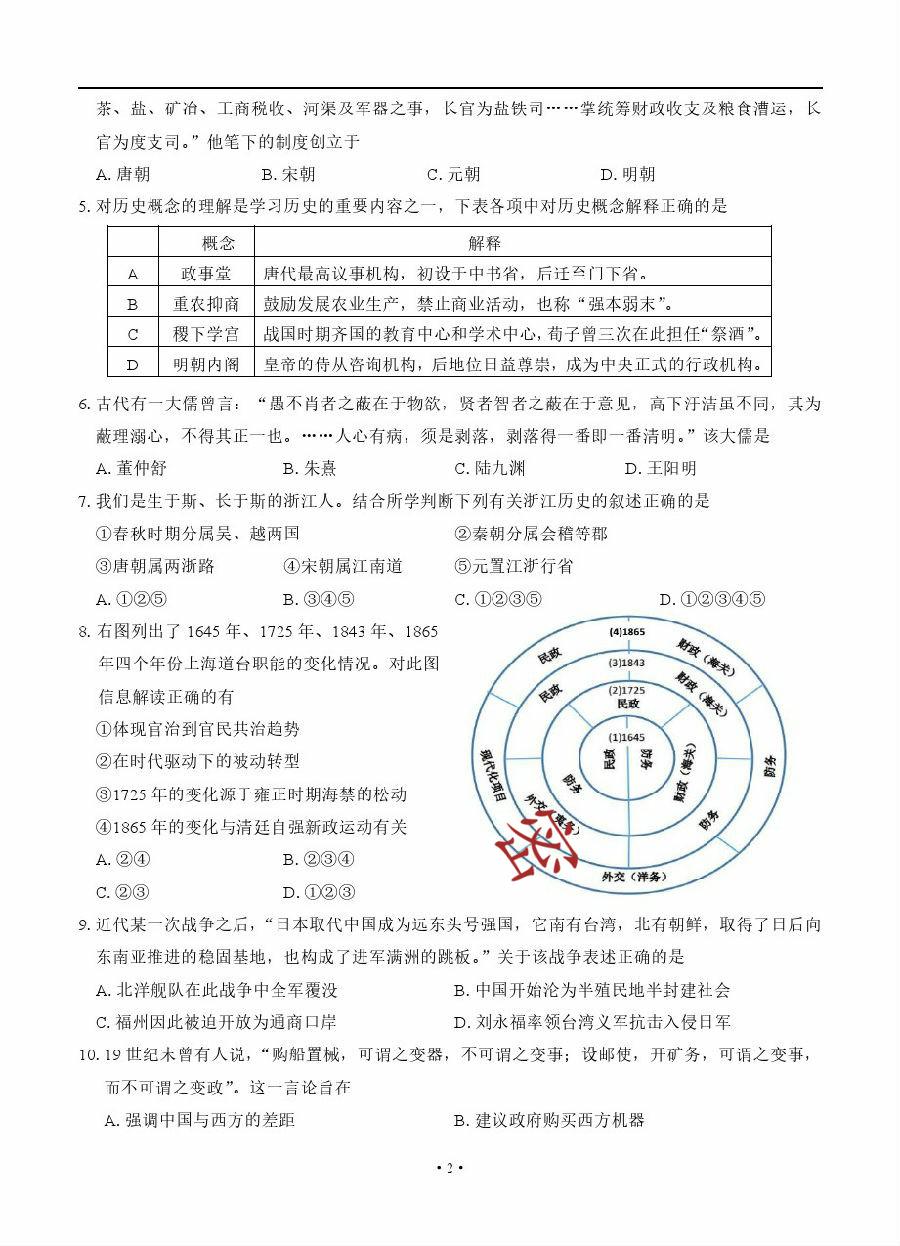 茶、盐、矿冶、工商税收、河渠及军器之事，长官为盐铁司……掌统筹财政收支及粮食漕运，长
官为度支司。”他笔下的制度创立于
A. 唐朝 B. 宋朝 C. 元朝 D. 明朝
5. 对历史概念的理解是学习历史的重要内容之一，下表各项中对历史概念解释正确的是
概念 解释
A 政事堂 唐代最高议事机构，初设于中书省，后迁至门下省。
B 重农抑商 鼓励发展农业生产，禁止商业活动，也称“强本弱末”。
C 稷下学宫 战国时期齐国的教育中心和学术中心，荀子曾三次在此担任“祭酒”。
D 明朝内阁 皇帝的侍从咨询机构，后地位日益尊崇，成为中央正式的行政机构。
6. 古代有一大儒曾言：“愚不肖者之蔽在于物欲，贤者智者之蔽在于意见，高下汙洁虽不同，其为
蔽理溺心，不得其正一也。……人心有病，须是剥落，剥落得一番即一番清明。”该大儒是
A. 董仲舒 B. 朱熹 C. 陆九渊 D. 王阳明
7. 我们是生于斯、长于斯的浙江人。结合所学判断下列有关浙江历史的叙述正确的是
①春秋时期分属吴、越两国 ②秦朝分属会稽等郡
③唐朝属两浙路 ④宋朝属江南道 ⑤元置江浙行省
A. ①②⑤ B. ③④⑤ C. ①②③⑤ D. ①②③④⑤
8. 右图列出了 1645 年、1725 年、1843 年、1865
年四个年份上海道台职能的变化情况。对此图
信息解读正确的有
①体现官治到官民共治趋势
②在时代驱动下的被动转型
③1725 年的变化源于雍正时期海禁的松动
④1865 年的变化与清廷自强新政运动有关
A. ②④ B. ②③④
C. ②③ D. ①②③
(4)1865
民政
财政（海关）
防务
外交（洋务）
现代化项目
(3)1843
民政
财政（海关）
防务
外交（夷务）
(2)1725
民政
财政（海关）
防务
(1)1645
民政
防务
密
9. 近代某一次战争之后，“日本取代中国成为远东头号强国，它南有台湾，北有朝鲜，取得了日后向
东南亚推进的稳固基地，也构成了进军满洲的跳板。”关于该战争表述正确的是
A. 北洋舰队在此战争中全军覆没 B. 中国开始沦为半殖民地半封建社会
C. 福州因此被迫开放为通商口岸 D. 刘永福率领台湾义军抗击入侵日军
10. 19 世纪末曾有人说，“购船置械，可谓之变器，不可谓之变事；设邮使，开矿务，可谓之变事，
而不可谓之变政”。这一言论旨在
A. 强调中国与西方的差距 B. 建议政府购买西方机器
• 2 •